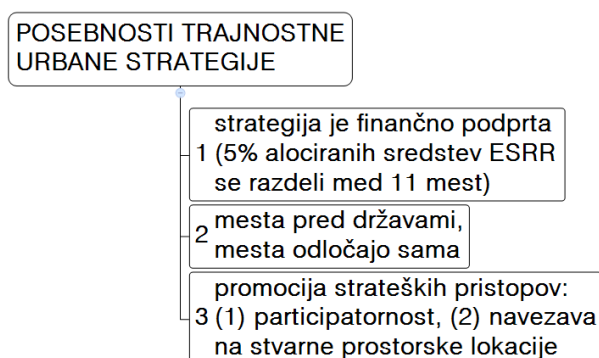 POSEBNOSTI TRAJNOSTNE
URBANE STRATEGIJE
strategija je finančno podprta
1 (5% alociranih sredstev ESRR
se razdeli med 11 mest)
mesta pred državami,
2
mesta odločajo sama
promocija strateških pristopov:
3 (1) participatornost, (2) navezava
na stvarne prostorske lokacije